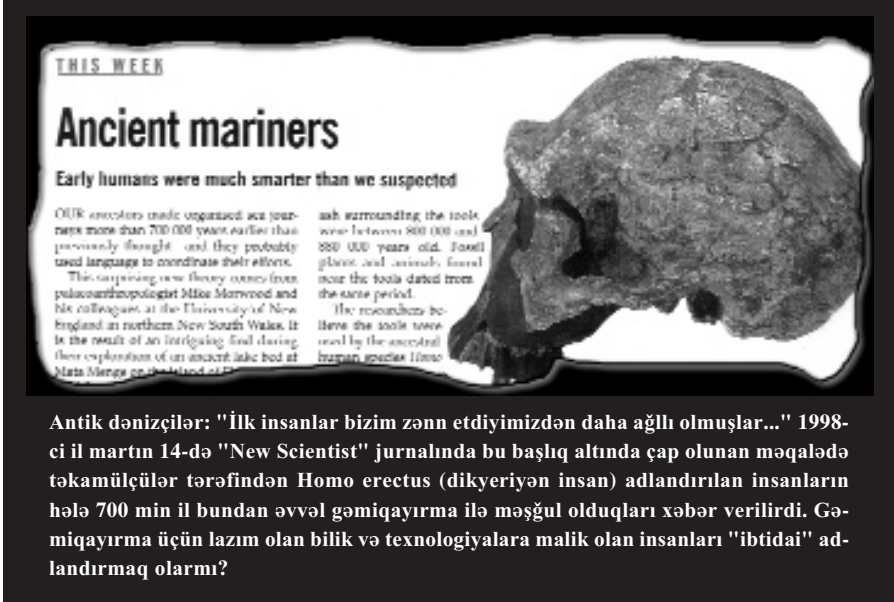 THIS WEEK
Ancient mariners
Early humans were much smarter than we suspected
OUR ancestors made organised sea jour-
neys more than 700 000 years earlier than
previously thought and they probably
used language to coordinate their efforts.
This surprising new theory comes from
palaeoanthropologist Mike Morwood and
his colleagues at the University of New
England in northern New South Wales. It
is the result of an intriguing find during
their exploration of an ancient lake bed at
Mata Menge on the island of
ash surrounding the tools
were between 800 000 and
880 000 years old. Fossil
plants and animals found
near the tools dated from
the same period.
The researchers be-
lieve the tools were
used by the ancestral
human species Homo
Antik dənizçilər: "İlk insanlar bizim zənn etdiyimizdən daha ağllı olmuşlar..." 1998-
ci il martın 14-də "New Scientist" jurnalında bu başlıq altında çap olunan məqalədə
təkamülçülər tərəfindən Homo erectus (dikyeriyən insan) adlandırılan insanların
hələ 700 min il bundan əvvəl gəmiqayırma ilə məşğul olduqları xəbər verilirdi. Gə-
miqayırma üçün lazım olan bilik və texnologiyalara malik olan insanları "ibtidai" ad-
landırmaq olarmı?